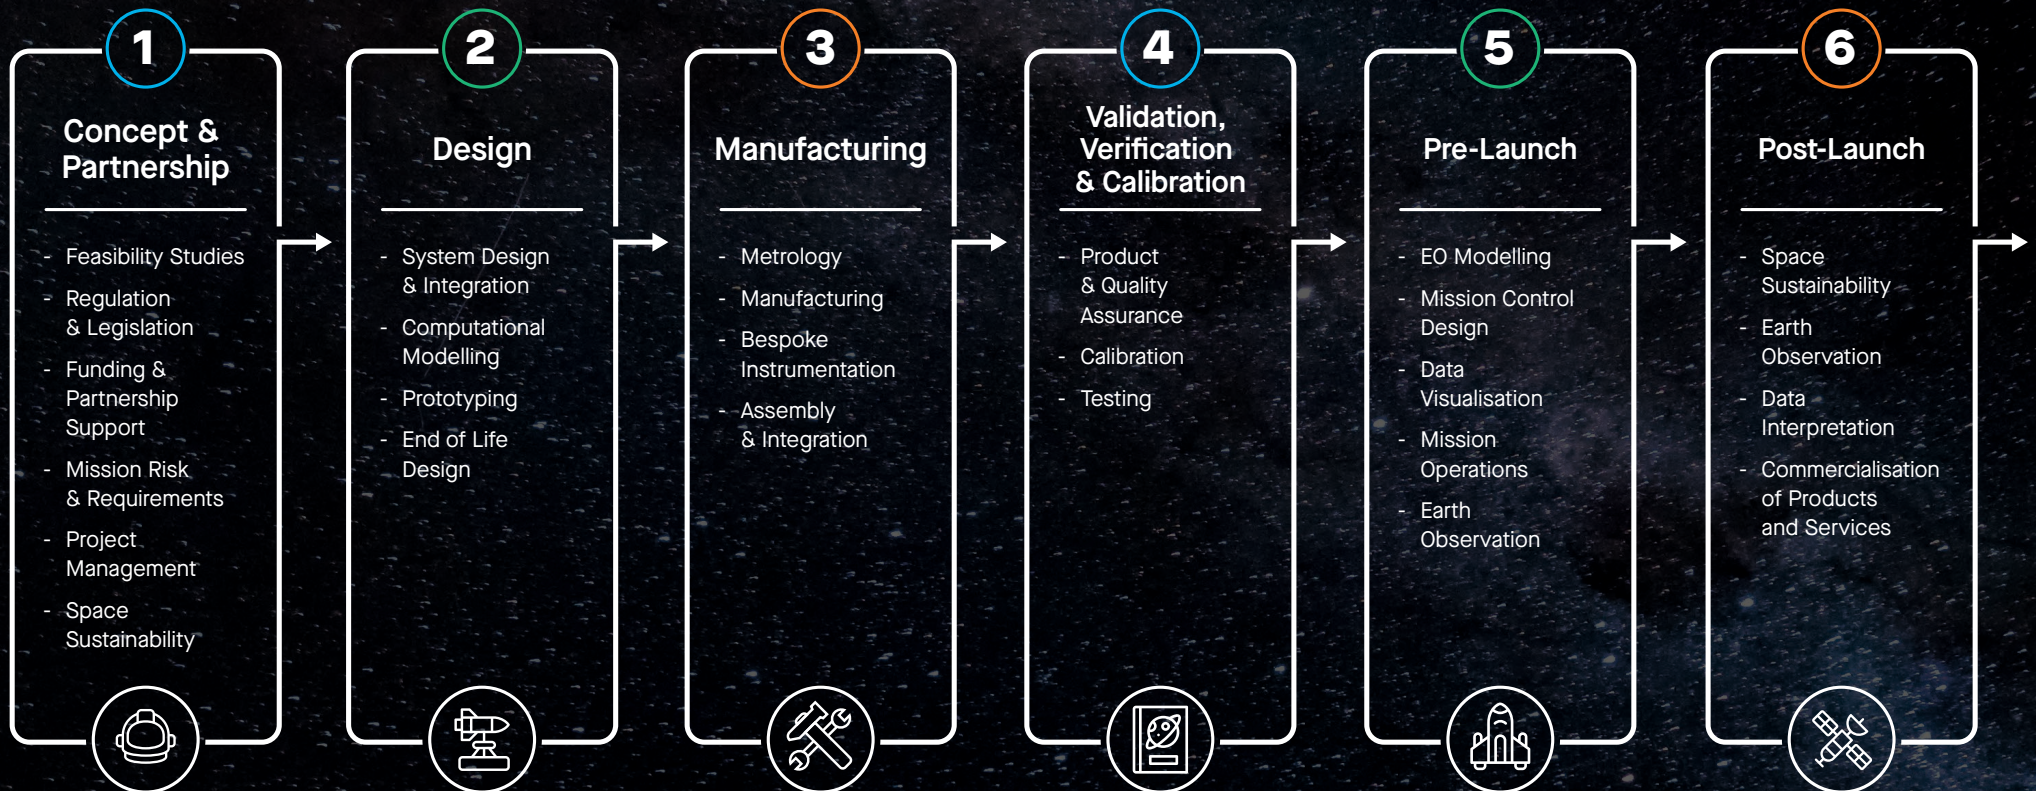 1
Concept &
Partnership
- Feasibility Studies
- Regulation
& Legislation
- Funding &
Partnership
Support
- Mission Risk
& Requirements
- Project
Management
- Space
Sustainability
2
Design
- System Design
& Integration
- Computational
Modelling
- Prototyping
- End of Life
Design
3
Manufacturing
- Metrology
- Manufacturing
- Bespoke
Instrumentation
- Assembly
& Integration
4
Validation,
Verification
& Calibration
- Product
& Quality
Assurance
- Calibration
- Testing
5
Pre-Launch
- EO Modelling
- Mission Control
Design
- Data
Visualisation
- Mission
Operations
- Earth
Observation
6
Post-Launch
- Space
Sustainability
- Earth
Observation
- Data
Interpretation
- Commercialisation
of Products
and Services